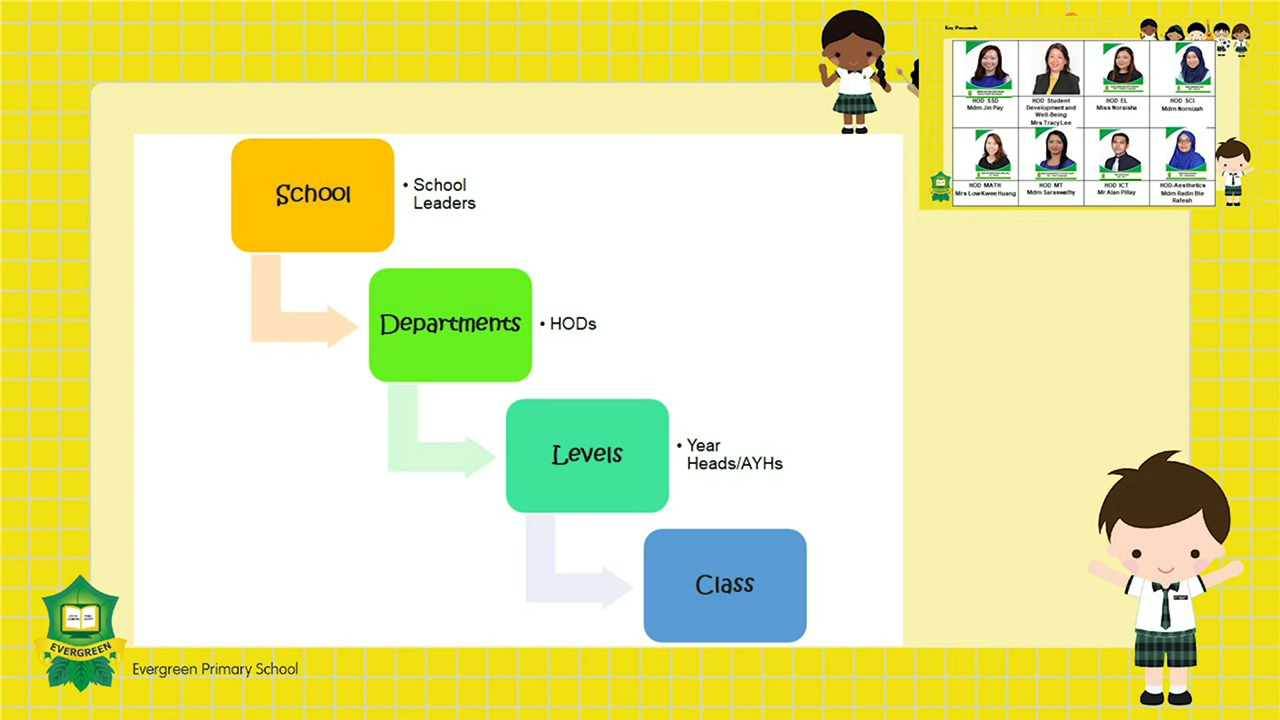 School
• School
Leaders
Departments
• HODs
Levels
• Year
Heads/AYHs
Class
Key Personnels
HOD SSD
Mdm Jin Pay
HOD Student
Development and
Well-Being
Mrs Tracy Lee
HOD EL
Miss Noraisha
HOD SCI
Mdm Nornizah
HOD MATH
Mrs Low Kwee Huang
HOD MT
Mdm Saraswathy
HOD ICT
Mr Alan Pillay
HOD-Aesthetics
Mdm Radin Bte
Rafeah
EVERGREEN
Evergreen Primary School